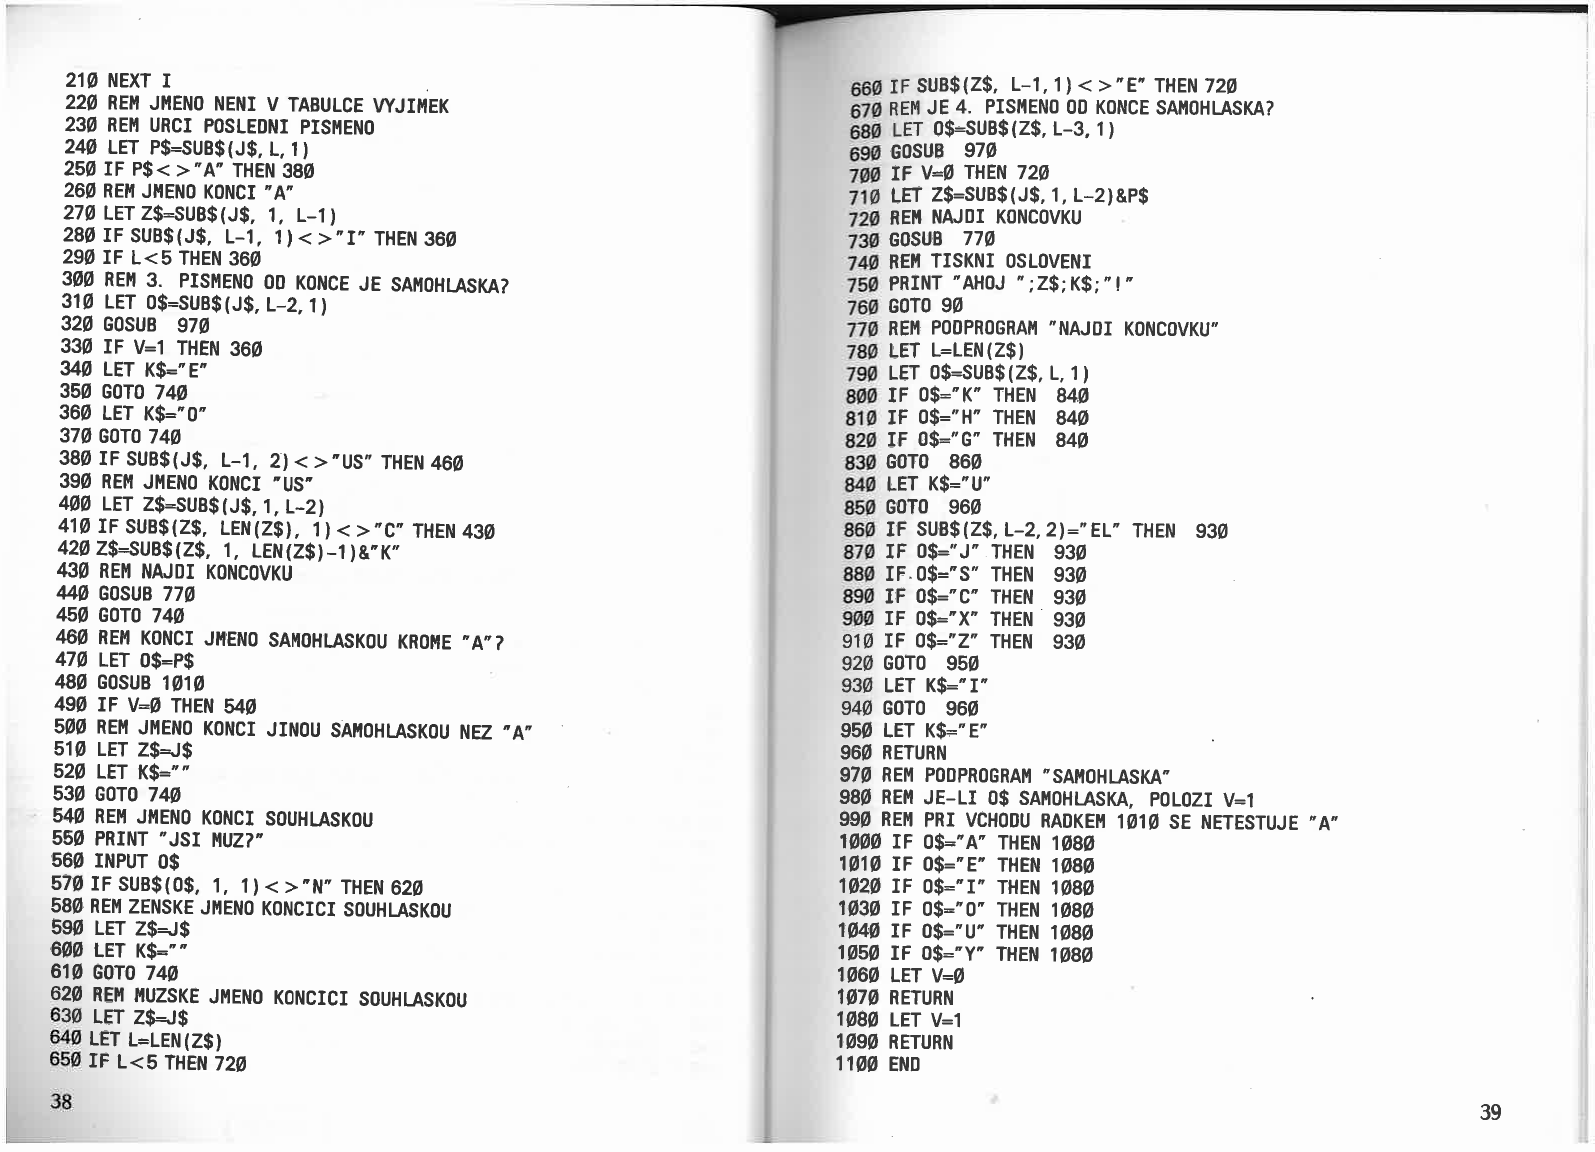 210 NEXT I
220 REM JMENO NENI V TABULCE VYJIMEK
230 REM URCI POSLEDNI PISMENO
240 LET P$=SUB$(J$, L, 1)
250 IF P$<>"A" THEN 380
260 REM JMENO KONCI "A"
270 LET Z$=SUB$(J$, 1, L-1)
280 IF SUB$(J$, L-1, 1)<>"I" THEN 360
290 IF L<5 THEN 360
300 REM 3. PISMENO OD KONCE JE SAMOHLASKA?
310 LET O$=SUB$(J$, L-2, 1)
320 GOSUB 970
330 IF V=1 THEN 360
340 LET K$="E"
350 GOTO 740
360 LET K$="O"
370 GOTO 740
380 IF SUB$(J$, L-1, 2)<>"US" THEN 460
390 REM JMENO KONCI "US"
400 LET Z$=SUB$(J$, 1, L-2)
410 IF SUB$(Z$, LEN(Z$), 1)<>"C" THEN 430
420 Z$=SUB$(Z$, 1, LEN(Z$)-1)&"K"
430 REM NAJDI KONCOVKU
440 GOSUB 770
450 GOTO 740
460 REM KONCI JMENO SAMOHLASKOU KROME "A"?
470 LET O$=P$
480 GOSUB 1010
490 IF V=0 THEN 540
500 REM JMENO KONCI JINOU SAMOHLASKOU NEZ "A"
510 LET Z$=J$
520 LET K$=""
530 GOTO 740
540 REM JMENO KONCI SOUHLASKOU
550 PRINT "JSI MUZ?"
560 INPUT O$
570 IF SUB$(O$, 1, 1)<>"N" THEN 620
580 REM ZENSKE JMENO KONCICI SOUHLASKOU
590 LET Z$=J$
600 LET K$=""
610 GOTO 740
620 REM MUZSKE JMENO KONCICI SOUHLASKOU
630 LET Z$=J$
640 LET L=LEN(Z$)
650 IF L<5 THEN 720
38
660 IF SUB$(Z$, L-1, 1)<>"E" THEN 720
670 REM JE 4. PISMENO OD KONCE SAMOHLASKA?
680 LET O$=SUB$(Z$, L-3, 1)
690 GOSUB 970
700 IF V=0 THEN 720
710 LET Z$=SUB$(J$, 1, L-2)&P$
720 REM NAJDI KONCOVKU
730 GOSUB 770
740 REM TISKNI OSLOVENI
750 PRINT "AHOJ ";Z$;K$;"!"
760 GOTO 90
770 REM PODPROGRAM "NAJDI KONCOVKU"
780 LET L=LEN(Z$)
790 LET O$=SUB$(Z$, L, 1)
800 IF O$="K" THEN 840
810 IF O$="H" THEN 840
820 IF O$="G" THEN 840
830 GOTO 860
840 LET K$="U"
850 GOTO 960
860 IF SUB$(Z$, L-2, 2)="EL" THEN 930
870 IF O$="J" THEN 930
880 IF O$="S" THEN 930
890 IF O$="C" THEN 930
900 IF O$="X" THEN 930
910 IF O$="Z" THEN 930
920 GOTO 950
930 LET K$="I"
940 GOTO 960
950 LET K$="E"
960 RETURN
970 REM PODPROGRAM "SAMOHLASKA"
980 REM JE-LI O$ SAMOHLASKA, POLOZI V=1
990 REM PRI VCHODU RADKEM 1010 SE NETESTUJE "A"
1000 IF O$="A" THEN 1080
1010 IF O$="E" THEN 1080
1020 IF O$="I" THEN 1080
1030 IF O$="O" THEN 1080
1040 IF O$="U" THEN 1080
1050 IF O$="Y" THEN 1080
1060 LET V=0
1070 RETURN
1080 LET V=1
1090 RETURN
1100 END
39